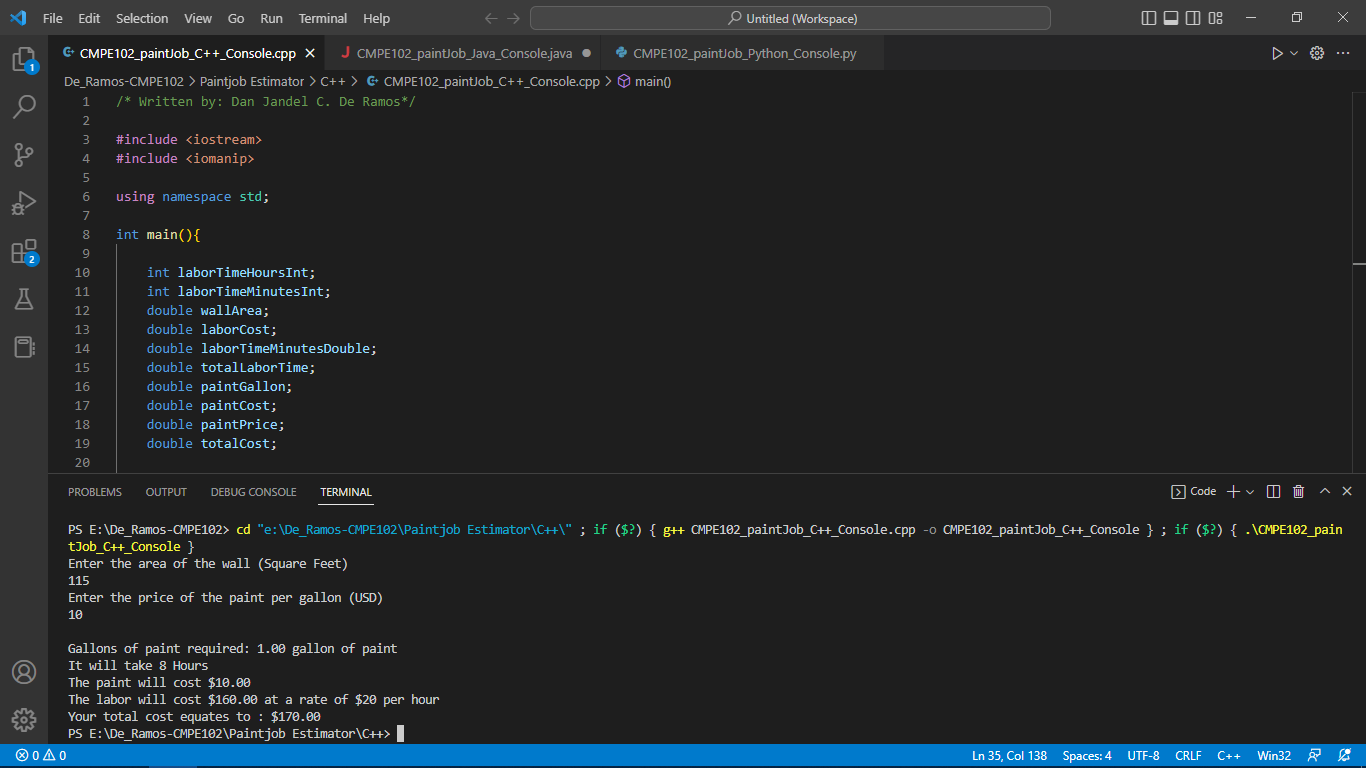 File Edit Selection View Go Run Terminal Help Untitled (Workspace)
CMPE102_paintJob_C++_Console.cpp J CMPE102_paintJob_Java_Console.java CMPE102_paintJob_Python_Console.py
De_Ramos-CMPE102 > Paintjob Estimator > C++ > CMPE102_paintJob_C++_Console.cpp > main()
1 /* Written by: Dan Jandel C. De Ramos*/
2
3 #include <iostream>
4 #include <iomanip>
5
6 using namespace std;
7
8 int main(){
9
10 int laborTimeHoursInt;
11 int laborTimeMinutesInt;
12 double wallArea;
13 double laborCost;
14 double laborTimeMinutesDouble;
15 double totalLaborTime;
16 double paintGallon;
17 double paintCost;
18 double paintPrice;
19 double totalCost;
20
1
2
PROBLEMS OUTPUT DEBUG CONSOLE TERMINAL Code
PS E:\De_Ramos-CMPE102> cd "e:\De_Ramos-CMPE102\Paintjob Estimator\C++\" ; if ($?) { g++ CMPE102_paintJob_C++_Console.cpp -o CMPE102_paintJob_C++_Console } ; if ($?) { .\CMPE102_pain
tJob_C++_Console }
Enter the area of the wall (Square Feet)
115
Enter the price of the paint per gallon (USD)
10
Gallons of paint required: 1.00 gallon of paint
It will take 8 Hours
The paint will cost $10.00
The labor will cost $160.00 at a rate of $20 per hour
Your total cost equates to : $170.00
PS E:\De_Ramos-CMPE102\Paintjob Estimator\C++>
0 0 Ln 35, Col 138 Spaces: 4 UTF-8 CRLF C++ Win32